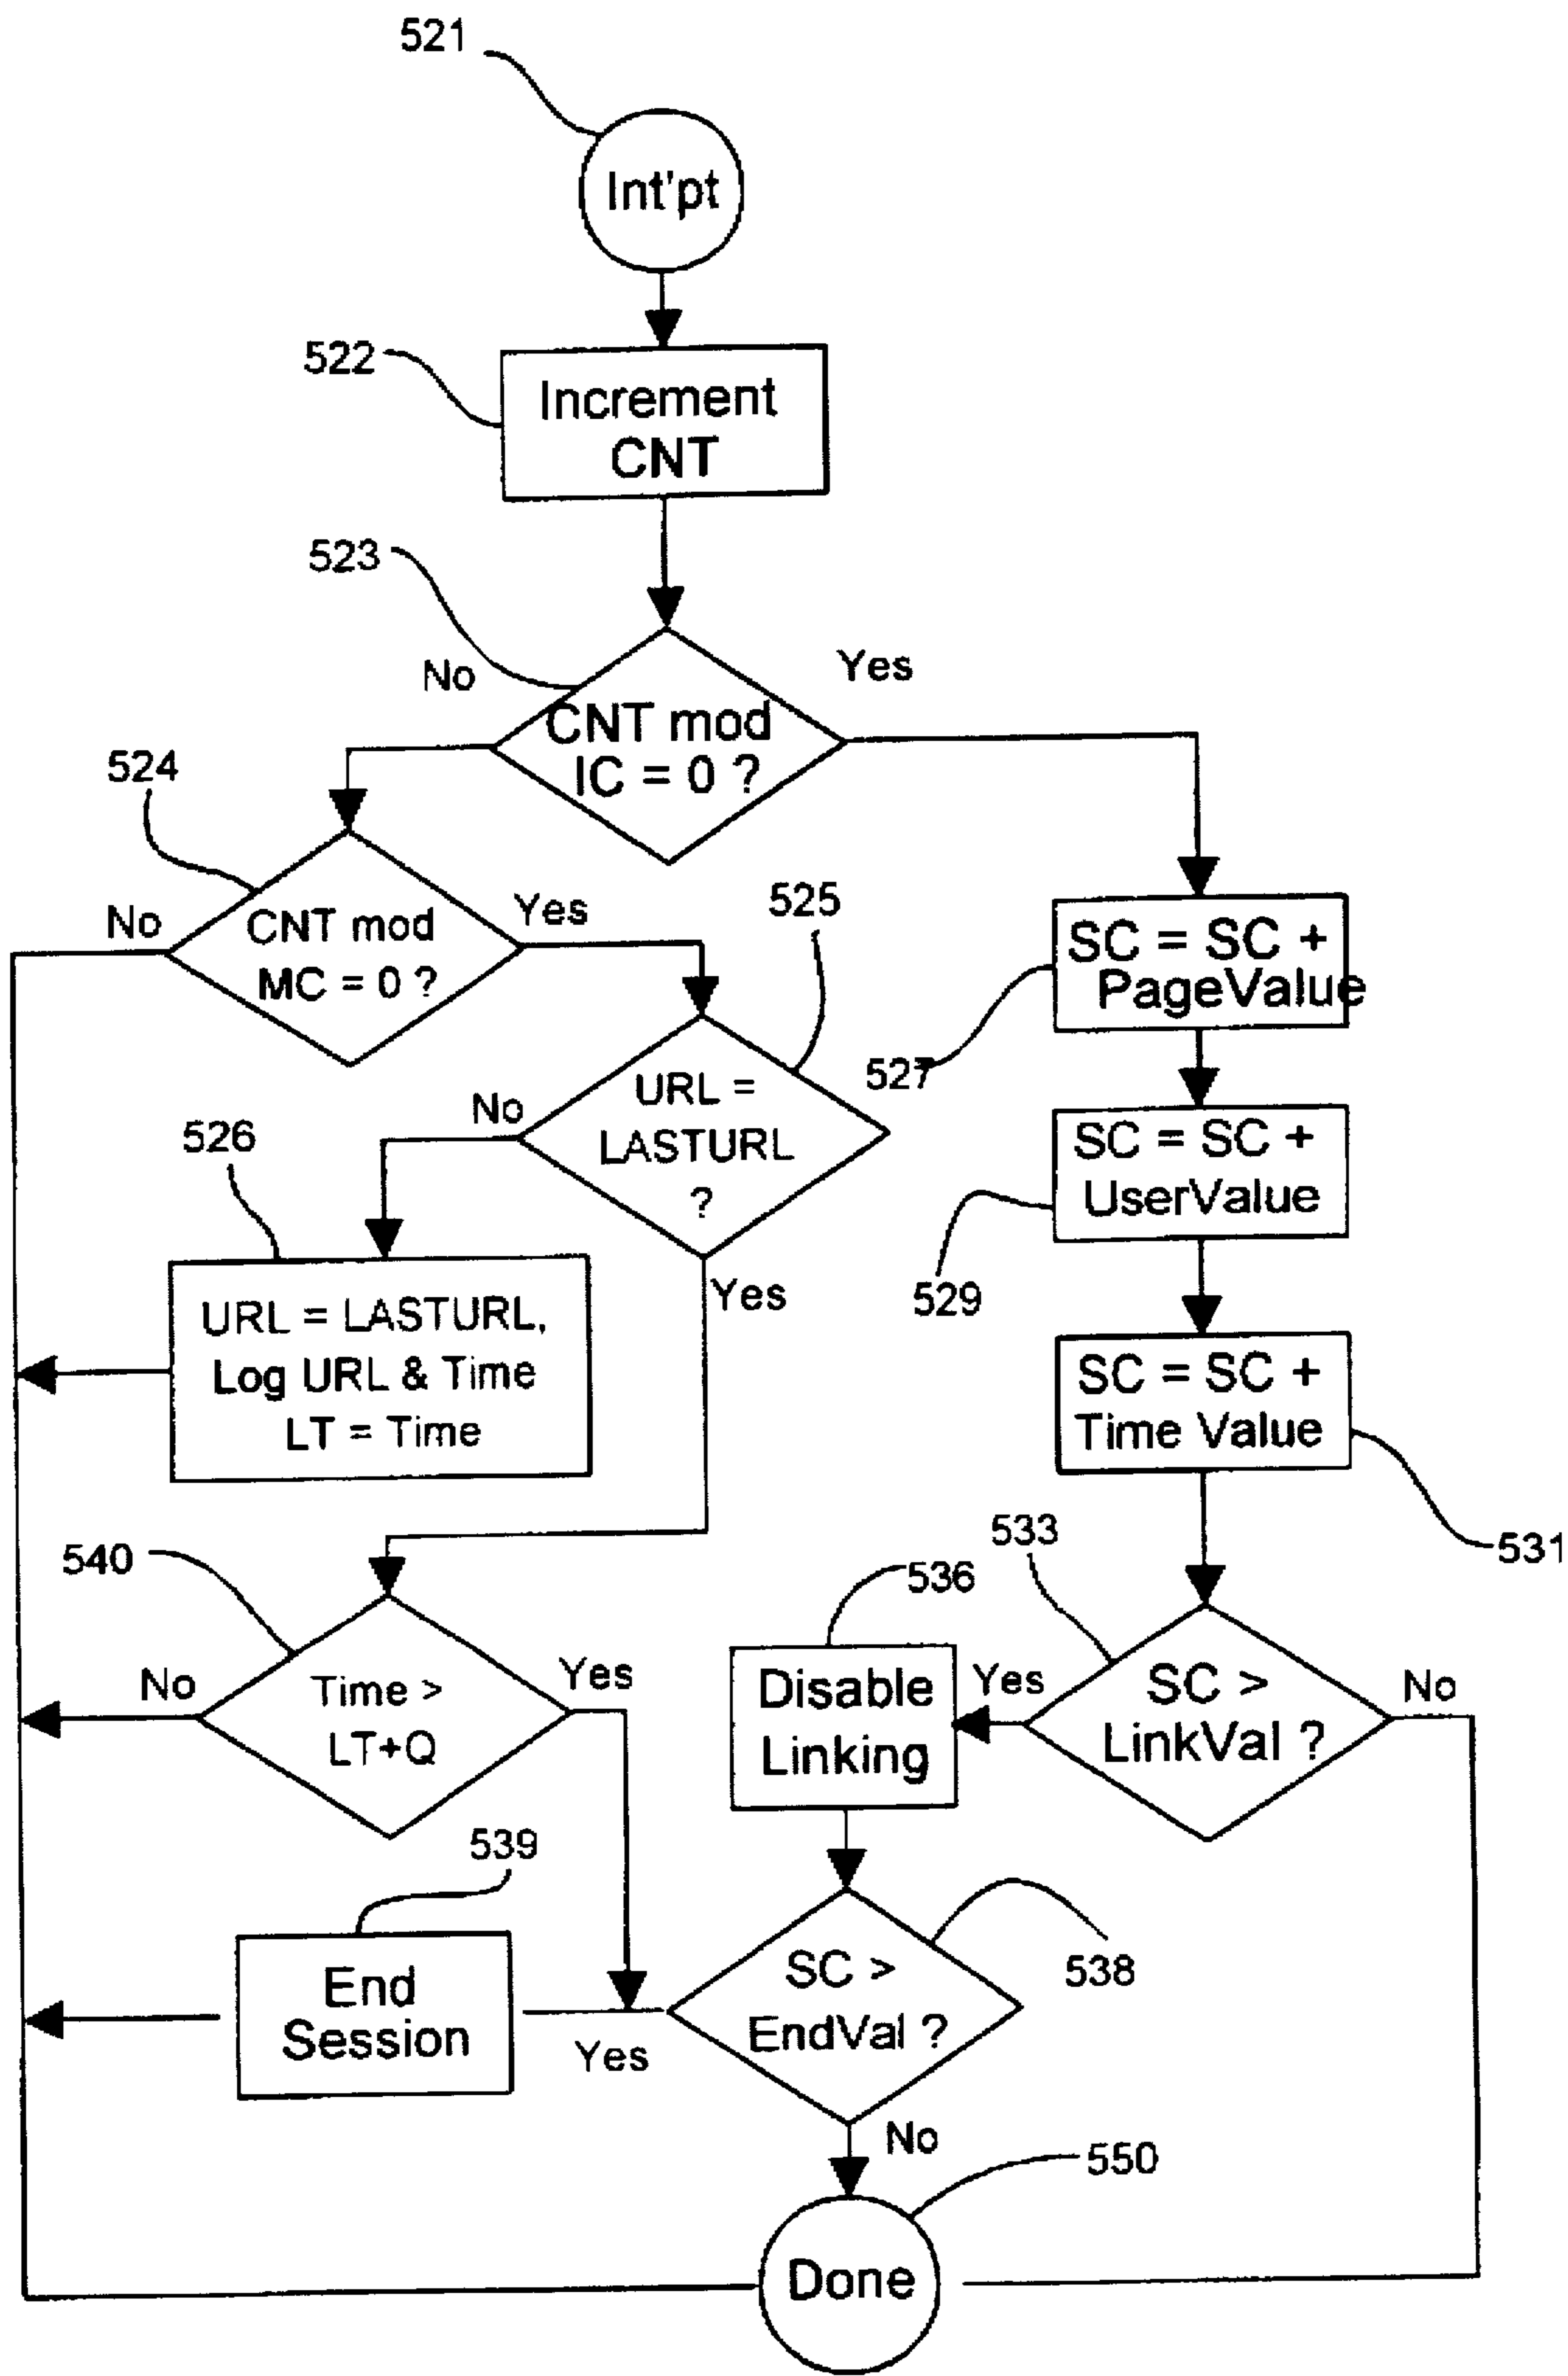 521
Int'pt
522
Increment
CNT
523
No
Yes
CNT mod
IC = 0 ?
524
No
Yes
CNT mod
MC = 0 ?
525
SC = SC +
PageValue
527
URL =
LASTURL
?
No
526
SC = SC +
UserValue
529
Yes
URL = LASTURL,
Log URL & Time
LT = Time
SC = SC +
Time Value
531
540
533
536
No
Yes
Time >
LT+Q
Disable
Linking
Yes
SC >
LinkVal ?
No
539
End
Session
Yes
SC >
EndVal ?
538
No
550
Done